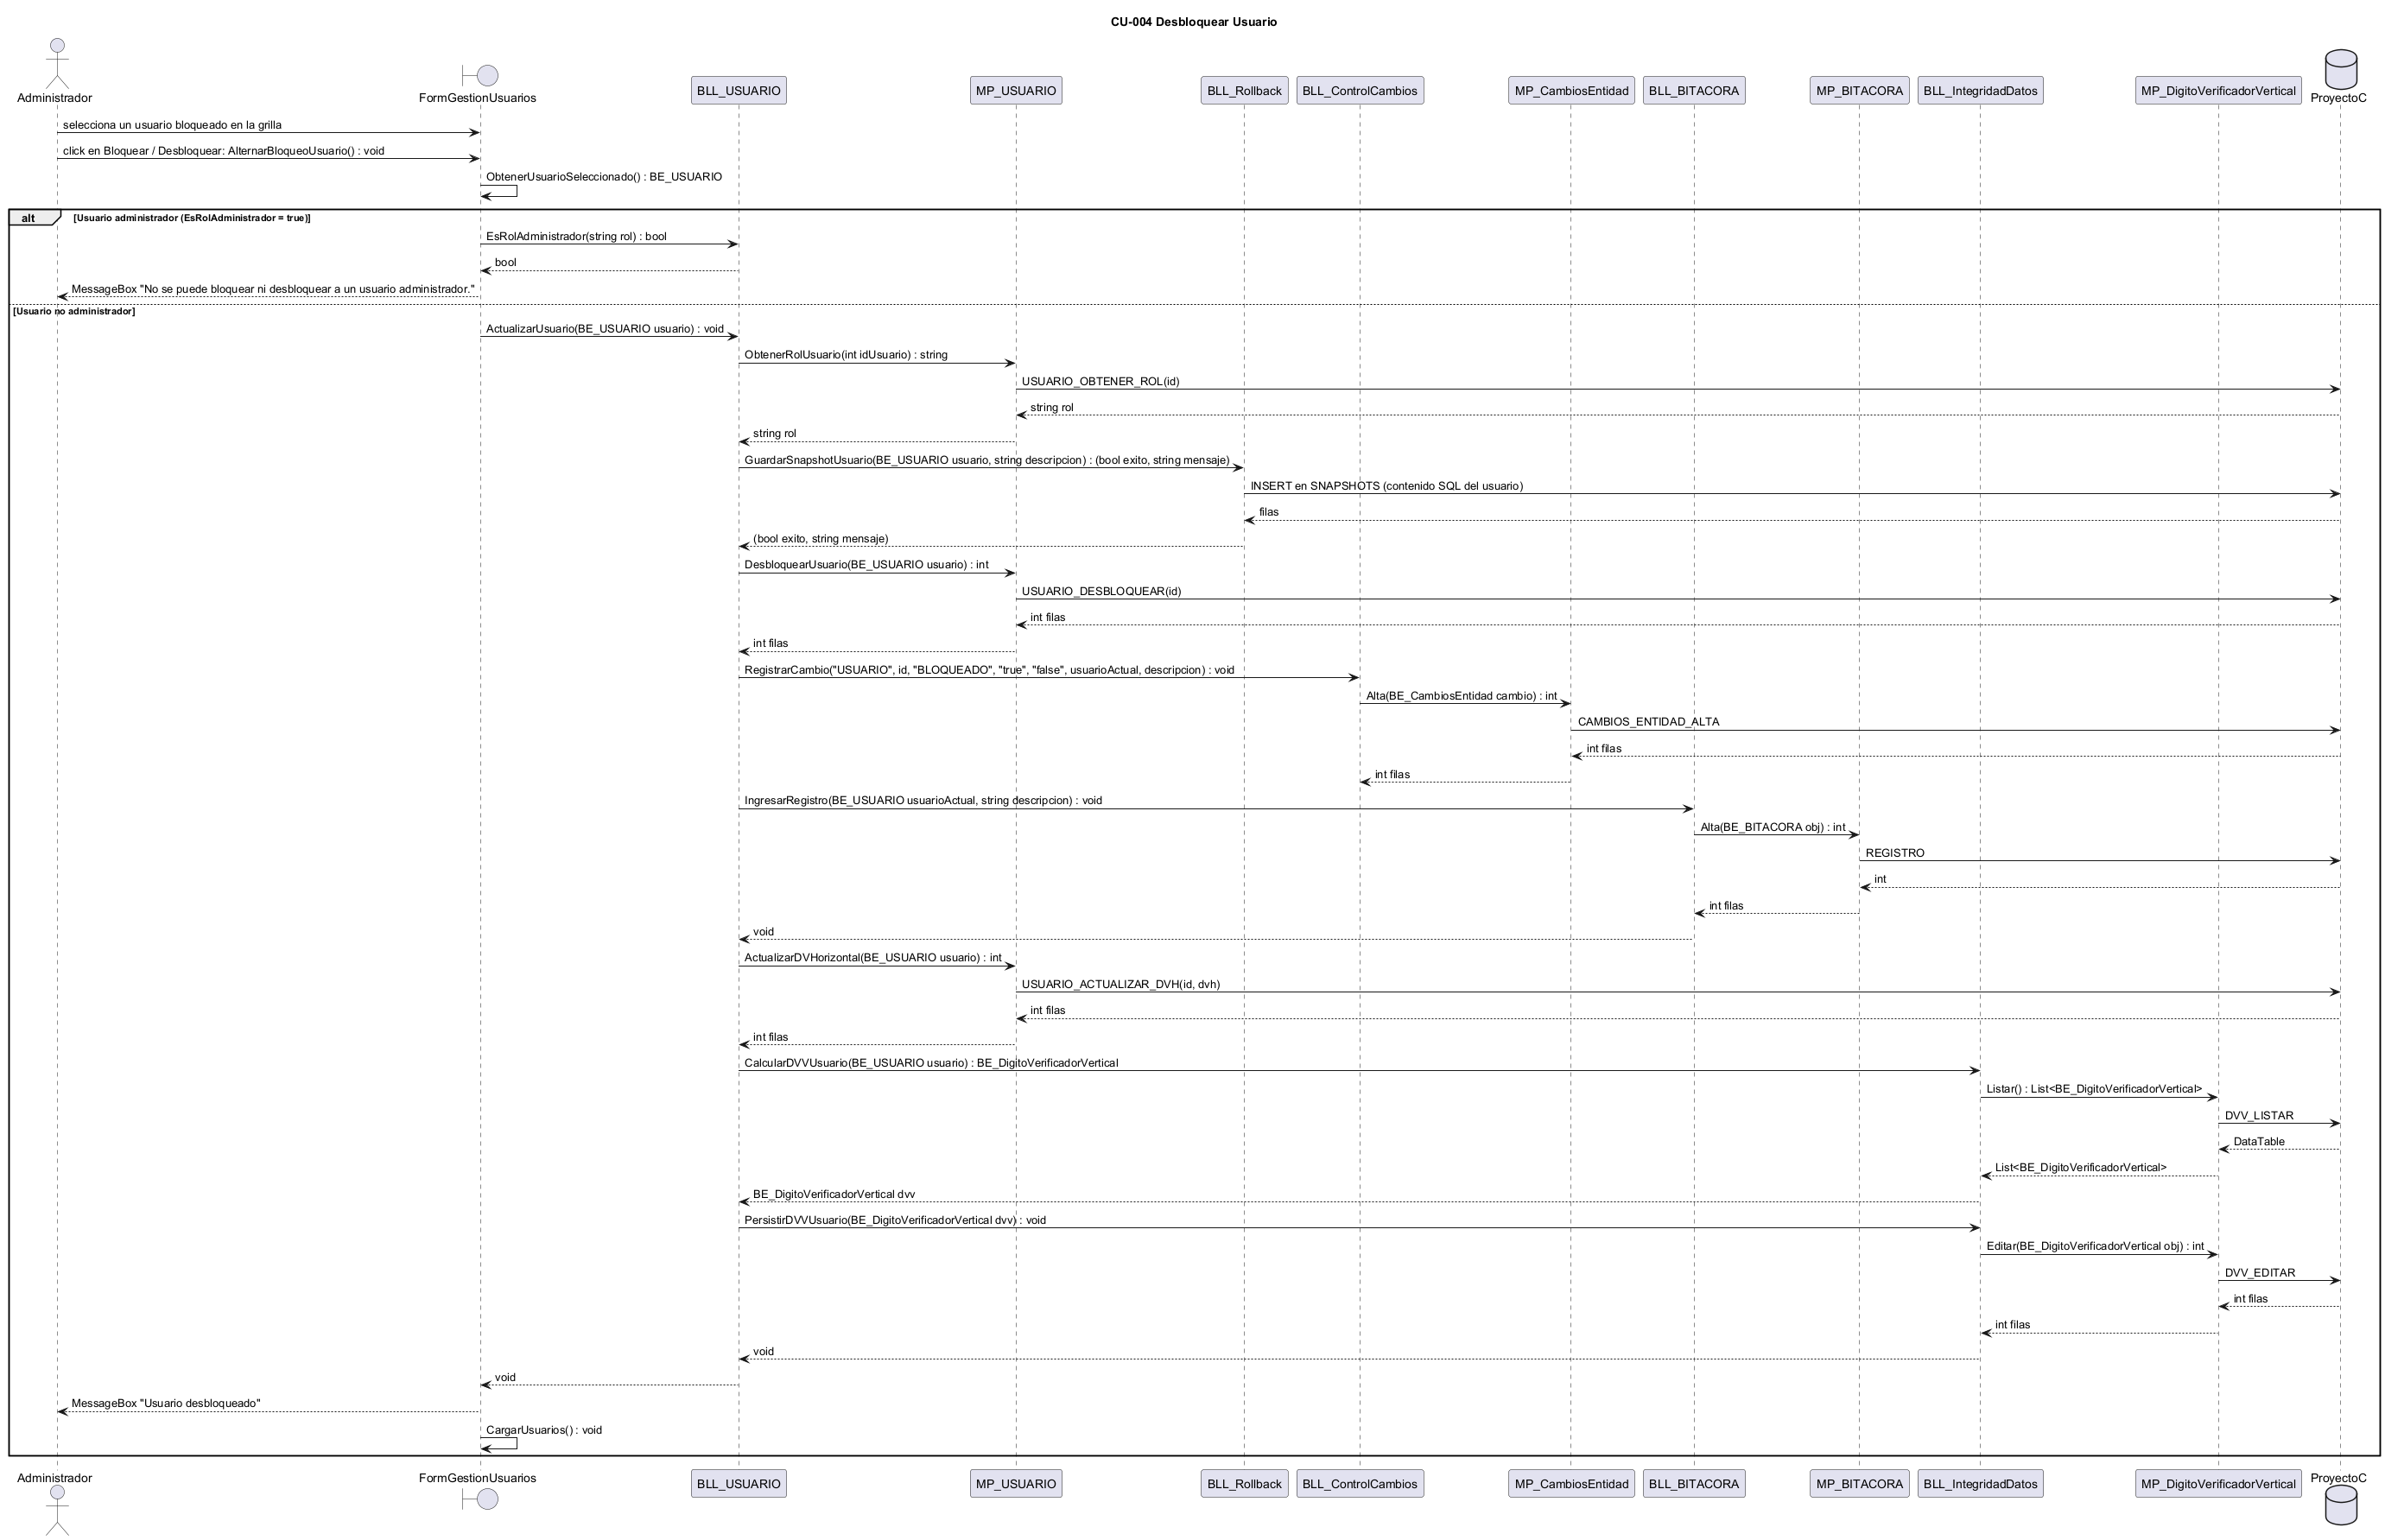 CU-004 Desbloquear Usuario
Administrador
FormGestionUsuarios
BLL_USUARIO
MP_USUARIO
BLL_Rollback
BLL_ControlCambios
MP_CambiosEntidad
BLL_BITACORA
MP_BITACORA
BLL_IntegridadDatos
MP_DigitoVerificadorVertical
ProyectoC
selecciona un usuario bloqueado en la grilla
click en Bloquear / Desbloquear: AlternarBloqueoUsuario() : void
ObtenerUsuarioSeleccionado() : BE_USUARIO
alt [Usuario administrador (EsRolAdministrador = true)]
EsRolAdministrador(string rol) : bool
bool
MessageBox "No se puede bloquear ni desbloquear a un usuario administrador."
[Usuario no administrador]
ActualizarUsuario(BE_USUARIO usuario) : void
ObtenerRolUsuario(int idUsuario) : string
USUARIO_OBTENER_ROL(id)
string rol
string rol
GuardarSnapshotUsuario(BE_USUARIO usuario, string descripcion) : (bool exito, string mensaje)
INSERT en SNAPSHOTS (contenido SQL del usuario)
filas
(bool exito, string mensaje)
DesbloquearUsuario(BE_USUARIO usuario) : int
USUARIO_DESBLOQUEAR(id)
int filas
int filas
RegistrarCambio("USUARIO", id, "BLOQUEADO", "true", "false", usuarioActual, descripcion) : void
Alta(BE_CambiosEntidad cambio) : int
CAMBIOS_ENTIDAD_ALTA
int filas
int filas
IngresarRegistro(BE_USUARIO usuarioActual, string descripcion) : void
Alta(BE_BITACORA obj) : int
REGISTRO
int
int filas
void
ActualizarDVHorizontal(BE_USUARIO usuario) : int
USUARIO_ACTUALIZAR_DVH(id, dvh)
int filas
int filas
CalcularDVVUsuario(BE_USUARIO usuario) : BE_DigitoVerificadorVertical
Listar() : List<BE_DigitoVerificadorVertical>
DVV_LISTAR
DataTable
List<BE_DigitoVerificadorVertical>
BE_DigitoVerificadorVertical dvv
PersistirDVVUsuario(BE_DigitoVerificadorVertical dvv) : void
Editar(BE_DigitoVerificadorVertical obj) : int
DVV_EDITAR
int filas
int filas
void
void
MessageBox "Usuario desbloqueado"
CargarUsuarios() : void
Administrador
FormGestionUsuarios
BLL_USUARIO
MP_USUARIO
BLL_Rollback
BLL_ControlCambios
MP_CambiosEntidad
BLL_BITACORA
MP_BITACORA
BLL_IntegridadDatos
MP_DigitoVerificadorVertical
ProyectoC